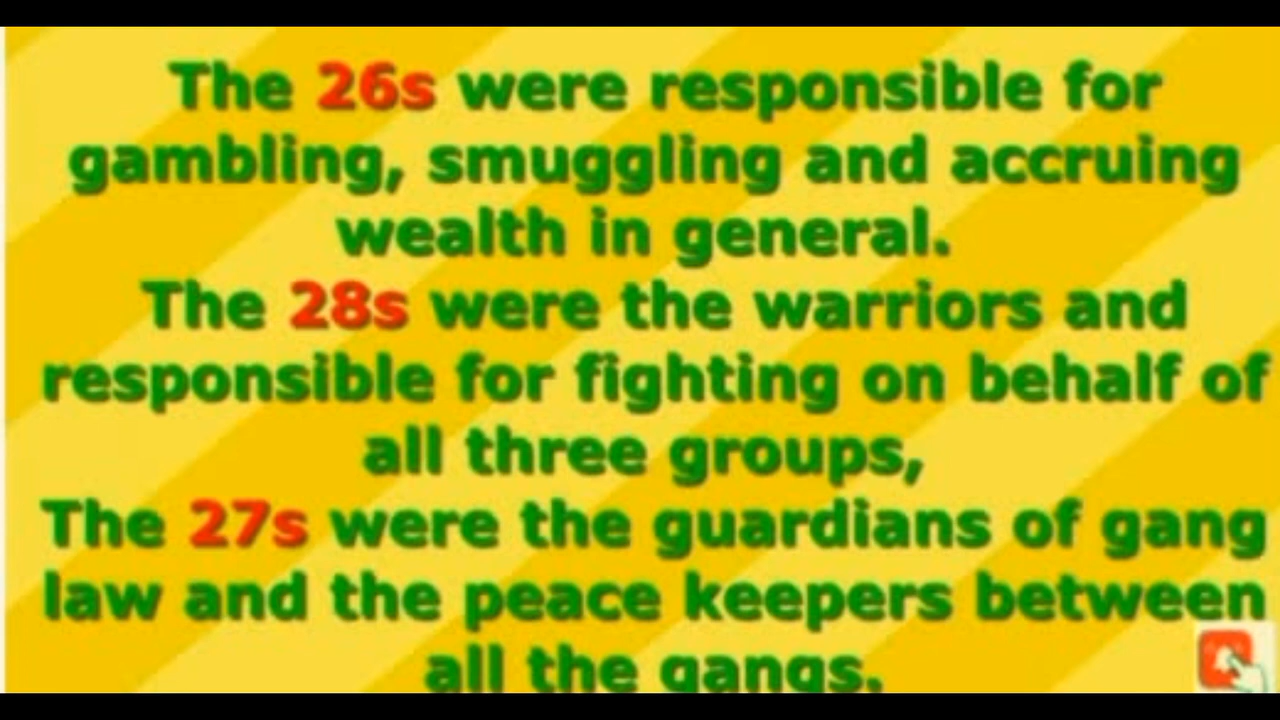 The 26s were responsible for
gambling, smuggling and accruing
wealth in general.
The 28s were the warriors and
responsible for fighting on behalf of
all three groups,
The 27s were the guardians of gang
law and the peace keepers between
all the gangs.